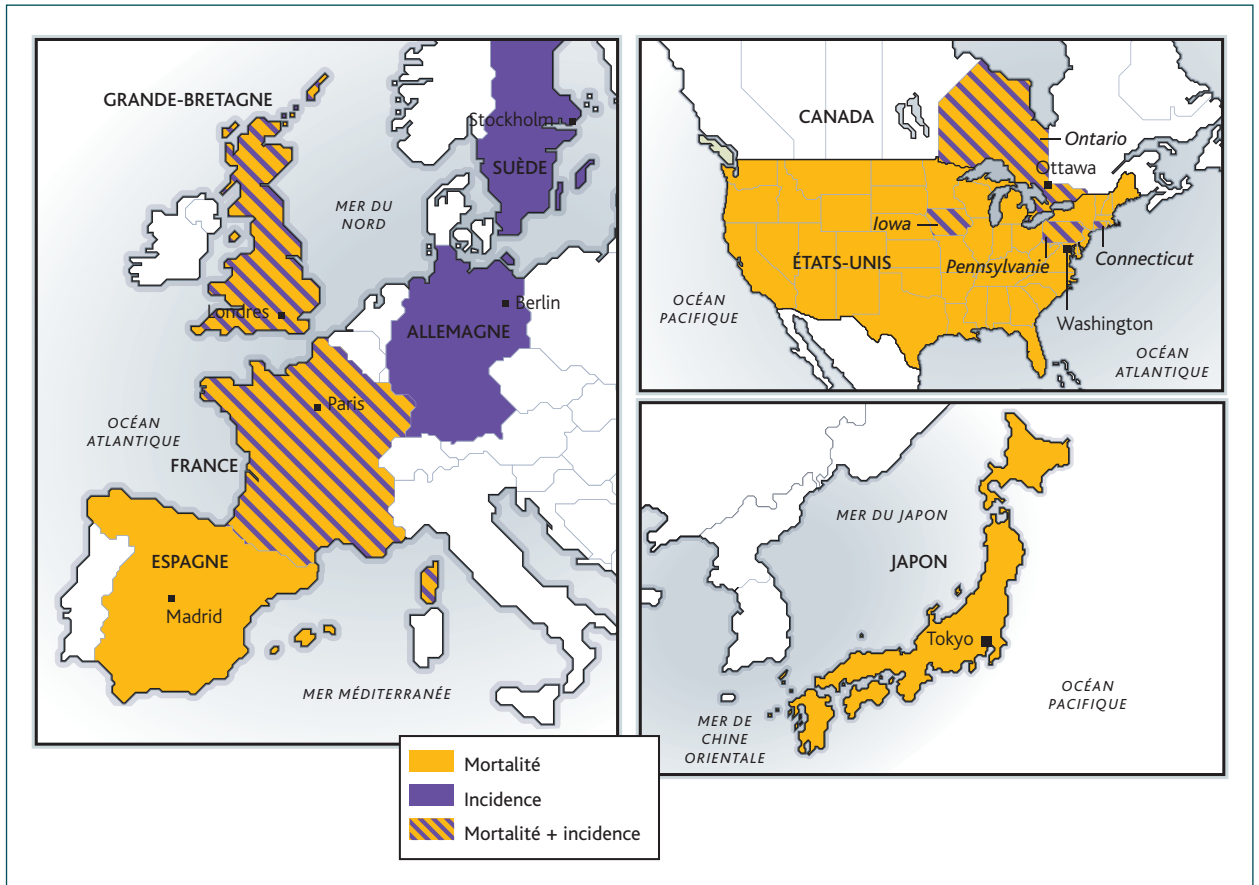 GRANDE-BRETAGNE
Stockholm
SUÈDE
MER DU
NORD
Londres
Berlin
ALLEMAGNE
Paris
OCÉAN
ATLANTIQUE
FRANCE
ESPAGNE
Madrid
MER MÉDITERRANÉE
CANADA
Ontario
Ottawa
Iowa
ÉTATS-UNIS
Pennsylvanie
Connecticut
OCÉAN
PACIFIQUE
Washington
OCÉAN
ATLANTIQUE
MER DU JAPON
JAPON
Tokyo
OCÉAN
PACIFIQUE
MER DE
CHINE
ORIENTALE
Mortalité
Incidence
Mortalité + incidence